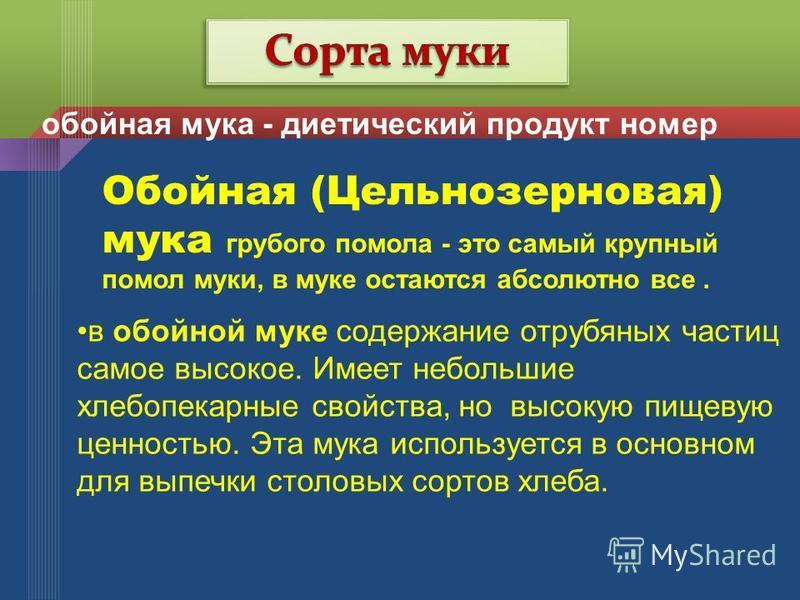 Сорта муки
обойная мука - диетический продукт номер
Обойная (Цельнозерновая)
мука грубого помола - это самый крупный
помол муки, в муке остаются абсолютно все .
•в обойной муке содержание отрубяных частиц
самое высокое. Имеет небольшие
хлебопекарные свойства, но высокую пищевую
ценностью. Эта мука используется в основном
для выпечки столовых сортов хлеба.
MyShared